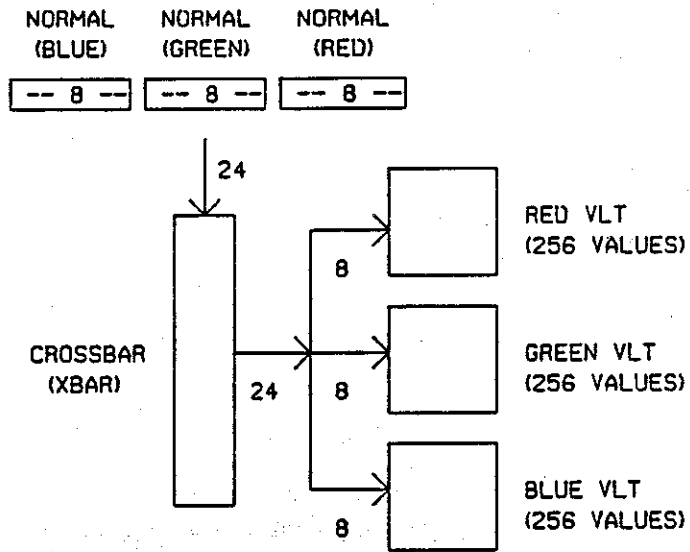 NORMAL NORMAL NORMAL
(BLUE) (GREEN) (RED)
-- 8 -- -- 8 -- -- 8 --
24
RED VLT
(256 VALUES)
8
CROSSBAR
(XBAR)
24
8
GREEN VLT
(256 VALUES)
BLUE VLT
(256 VALUES)
8